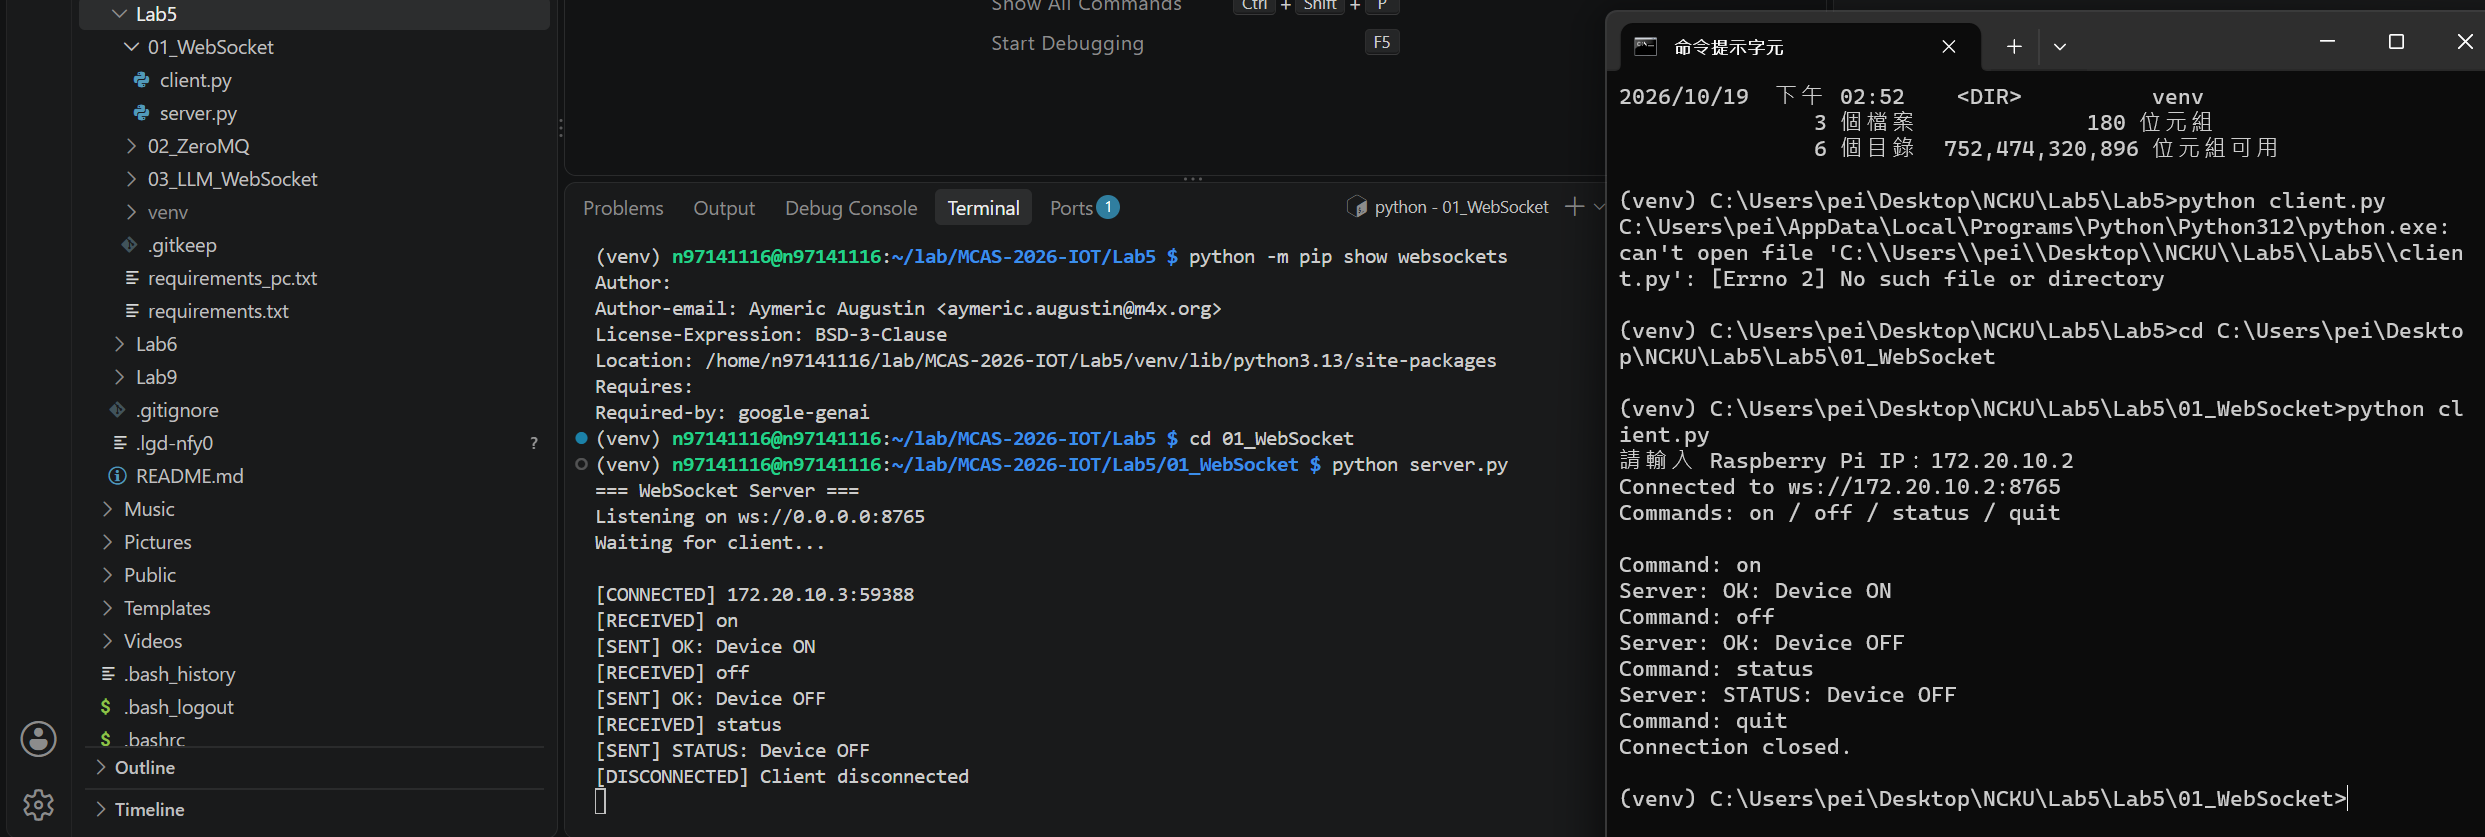 Lab5
01_WebSocket
client.py
server.py
02_ZeroMQ
03_LLM_WebSocket
venv
.gitkeep
requirements_pc.txt
requirements.txt
Lab6
Lab9
.gitignore
.lgd-nfy0 ?
README.md
Music
Pictures
Public
Templates
Videos
.bash_history
$ .bash_logout
$ .bashrc
Outline
Timeline
Show All Commands Ctrl + Shift + P
Start Debugging F5
Problems Output Debug Console Terminal Ports 1 python - 01_WebSocket
(venv) n97141116@n97141116:~/lab/MCAS-2026-IOT/Lab5 $ python -m pip show websockets
Author:
Author-email: Aymeric Augustin <aymeric.augustin@m4x.org>
License-Expression: BSD-3-Clause
Location: /home/n97141116/lab/MCAS-2026-IOT/Lab5/venv/lib/python3.13/site-packages
Requires:
Required-by: google-genai
(venv) n97141116@n97141116:~/lab/MCAS-2026-IOT/Lab5 $ cd 01_WebSocket
(venv) n97141116@n97141116:~/lab/MCAS-2026-IOT/Lab5/01_WebSocket $ python server.py
=== WebSocket Server ===
Listening on ws://0.0.0.0:8765
Waiting for client...
[CONNECTED] 172.20.10.3:59388
[RECEIVED] on
[SENT] OK: Device ON
[RECEIVED] off
[SENT] OK: Device OFF
[RECEIVED] status
[SENT] STATUS: Device OFF
[DISCONNECTED] Client disconnected
命令提示字元
2026/10/19 下午 02:52 <DIR> venv
3 個檔案 180 位元組
6 個目錄 752,474,320,896 位元組可用
(venv) C:\Users\pei\Desktop\NCKU\Lab5\Lab5>python client.py
C:\Users\pei\AppData\Local\Programs\Python\Python312\python.exe:
can't open file 'C:\\Users\\pei\\Desktop\\NCKU\\Lab5\\Lab5\\clien
t.py': [Errno 2] No such file or directory
(venv) C:\Users\pei\Desktop\NCKU\Lab5\Lab5>cd C:\Users\pei\Deskto
p\NCKU\Lab5\Lab5\01_WebSocket
(venv) C:\Users\pei\Desktop\NCKU\Lab5\Lab5\01_WebSocket>python cl
ient.py
請輸入 Raspberry Pi IP：172.20.10.2
Connected to ws://172.20.10.2:8765
Commands: on / off / status / quit
Command: on
Server: OK: Device ON
Command: off
Server: OK: Device OFF
Command: status
Server: STATUS: Device OFF
Command: quit
Connection closed.
(venv) C:\Users\pei\Desktop\NCKU\Lab5\Lab5\01_WebSocket>